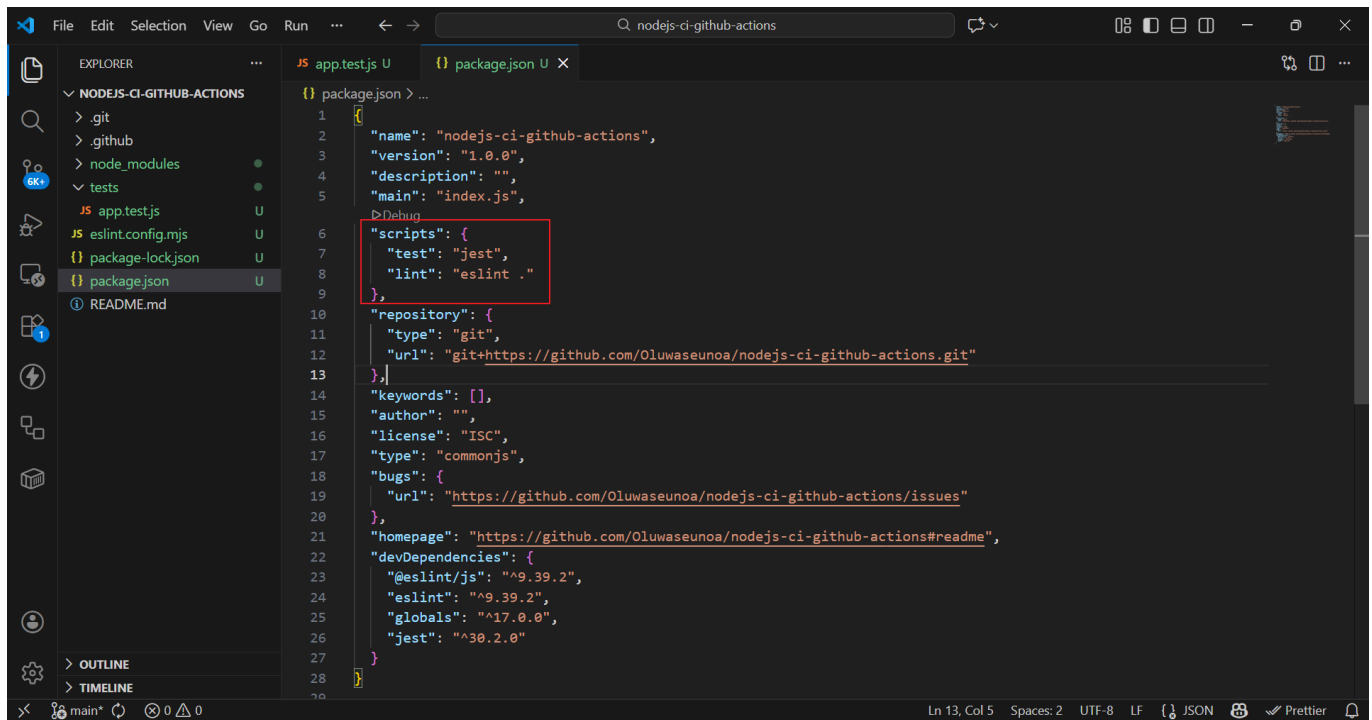 File Edit Selection View Go Run ··· nodejs-ci-github-actions
EXPLORER ···
NODEJS-CI-GITHUB-ACTIONS
.git
.github
node_modules
tests
JS app.test.js U
JS eslint.config.mjs U
{} package-lock.json U
{} package.json U
README.md
OUTLINE
TIMELINE
6K+
1
JS app.test.js U {} package.json U
{} package.json > ...
1 {
2 "name": "nodejs-ci-github-actions",
3 "version": "1.0.0",
4 "description": "",
5 "main": "index.js",
Debug
6 "scripts": {
7 "test": "jest",
8 "lint": "eslint ."
9 },
10 "repository": {
11 "type": "git",
12 "url": "git+https://github.com/Oluwaseunoa/nodejs-ci-github-actions.git"
13 },
14 "keywords": [],
15 "author": "",
16 "license": "ISC",
17 "type": "commonjs",
18 "bugs": {
19 "url": "https://github.com/Oluwaseunoa/nodejs-ci-github-actions/issues"
20 },
21 "homepage": "https://github.com/Oluwaseunoa/nodejs-ci-github-actions#readme",
22 "devDependencies": {
23 "@eslint/js": "^9.39.2",
24 "eslint": "^9.39.2",
25 "globals": "^17.0.0",
26 "jest": "^30.2.0"
27 }
28 }
29
main* 0 0 Ln 13, Col 5 Spaces: 2 UTF-8 LF {} JSON Prettier